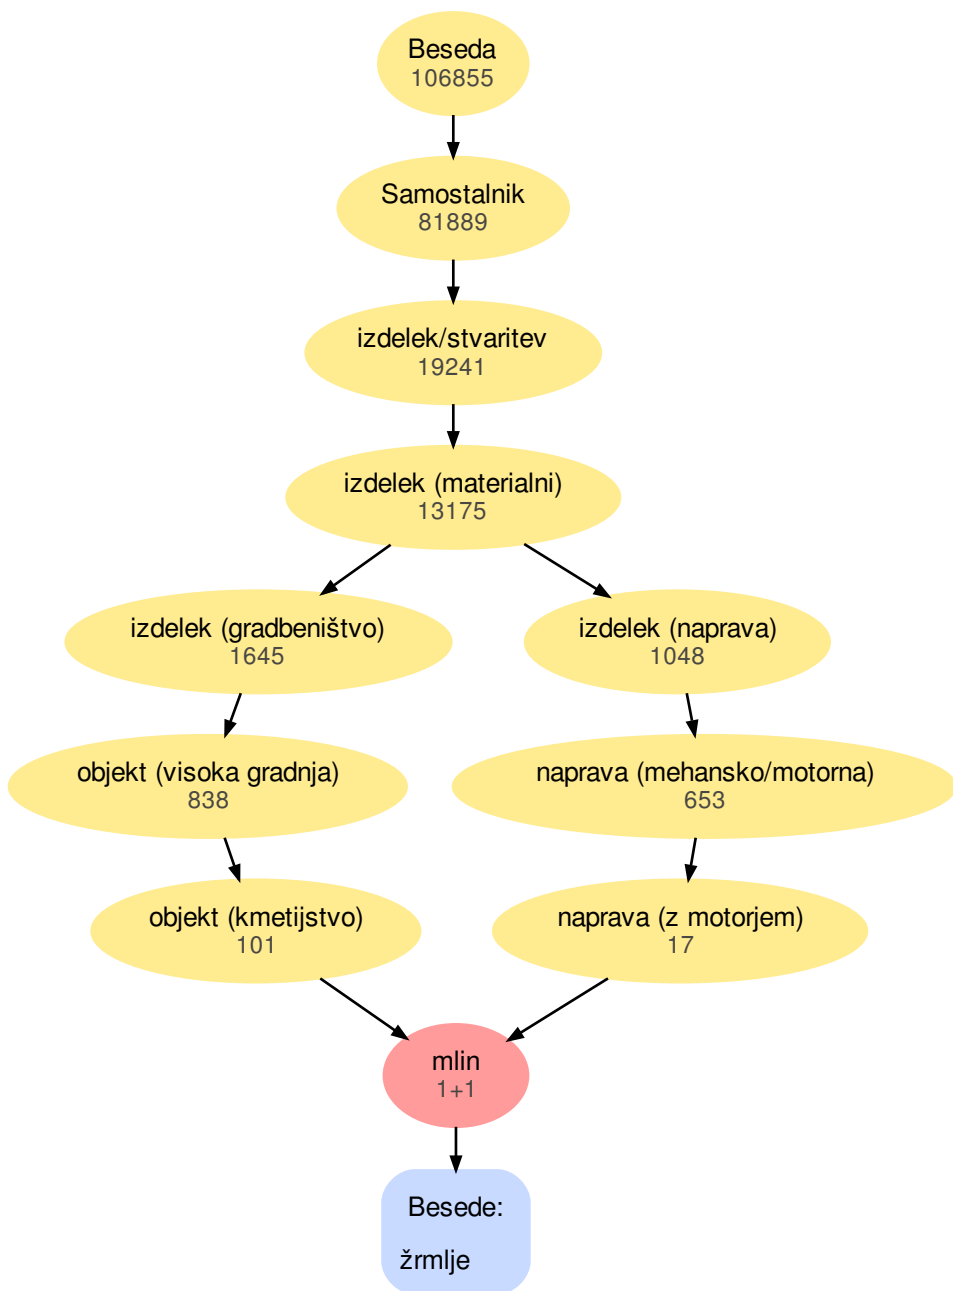 Beseda
106855
Samostalnik
81889
izdelek/stvaritev
19241
izdelek (materialni)
13175
izdelek (gradbeništvo)
1645
izdelek (naprava)
1048
objekt (visoka gradnja)
838
naprava (mehansko/motorna)
653
objekt (kmetijstvo)
101
naprava (z motorjem)
17
mlin
1+1
Besede:
žrmlje